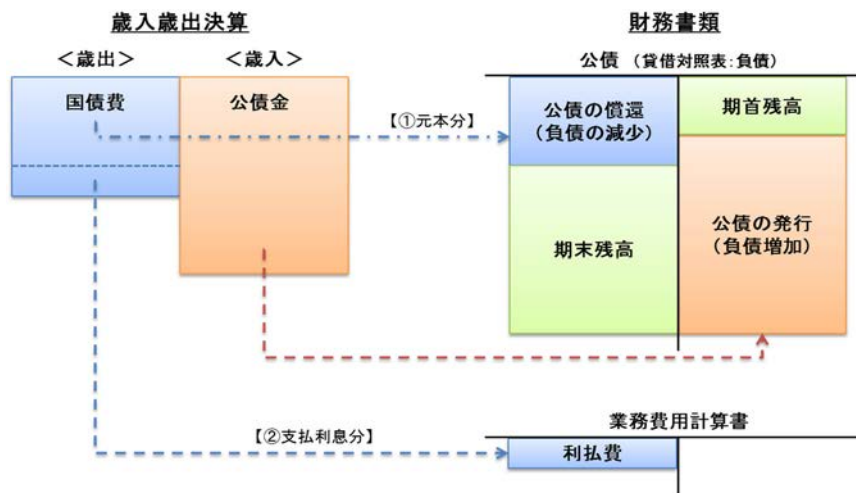 歳入歳出決算
財務書類
＜歳出＞
＜歳入＞
公債 （貸借対照表：負債）
国債費
公債金
【①元本分】
公債の償還
（負債の減少）
期首残高
期末残高
公債の発行
（負債増加）
業務費用計算書
【②支払利息分】
利払費